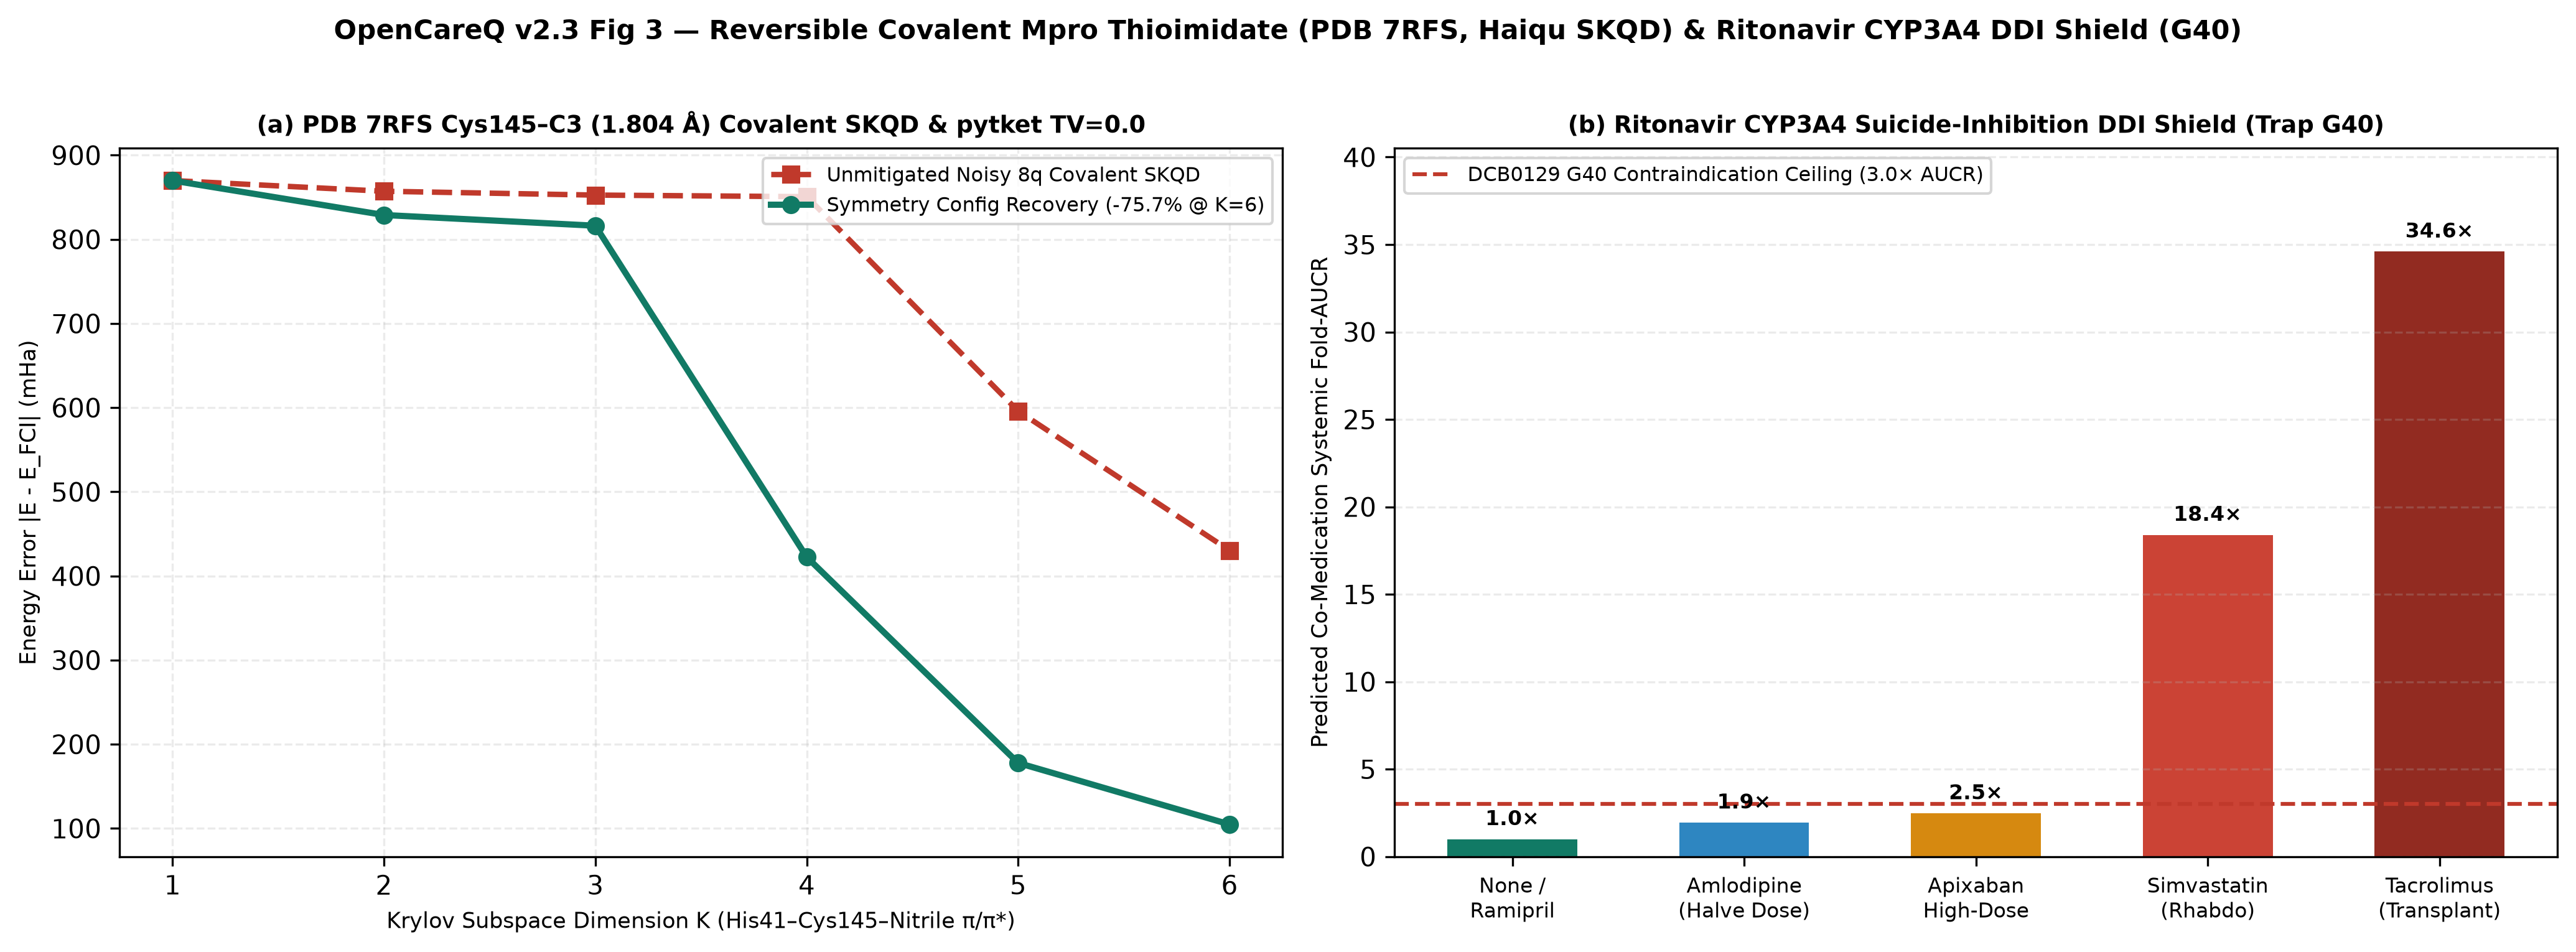 OpenCareQ v2.3 Fig 3 — Reversible Covalent Mpro Thioimidate (PDB 7RFS, Haiqu SKQD) & Ritonavir CYP3A4 DDI Shield (G40)
(a) PDB 7RFS Cys145–C3 (1.804 Å) Covalent SKQD & pytket TV=0.0
Energy Error |E - E_FCI| (mHa)
900
800
700
600
500
400
300
200
100
Unmitigated Noisy 8q Covalent SKQD
Symmetry Config Recovery (-75.7% @ K=6)
1
2
3
4
5
6
Krylov Subspace Dimension K (His41–Cys145–Nitrile π/π*)
(b) Ritonavir CYP3A4 Suicide-Inhibition DDI Shield (Trap G40)
Predicted Co-Medication Systemic Fold-AUCR
40
35
30
25
20
15
10
5
0
DCB0129 G40 Contraindication Ceiling (3.0× AUCR)
1.0×
1.9×
2.5×
18.4×
34.6×
None /
Ramipril
Amlodipine
(Halve Dose)
Apixaban
High-Dose
Simvastatin
(Rhabdo)
Tacrolimus
(Transplant)